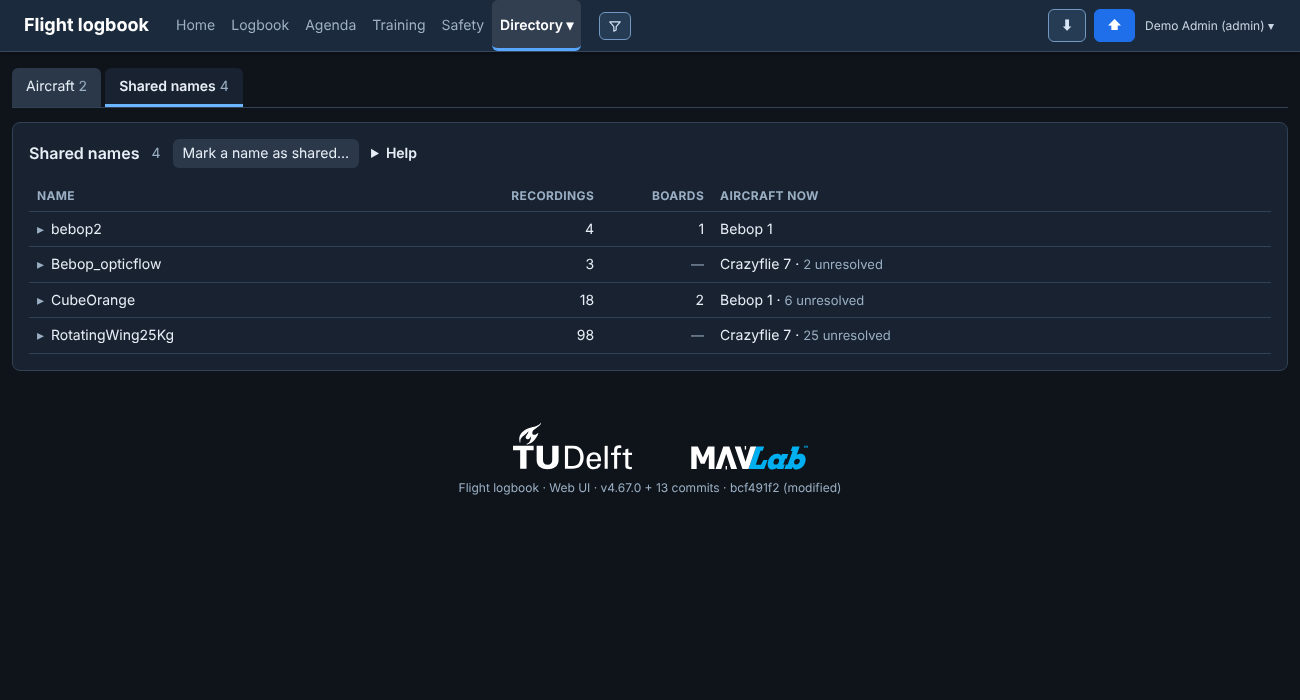 Flight logbook Home Logbook Agenda Training Safety Directory ▾ Demo Admin (admin) ▾
Aircraft 2 Shared names 4
Shared names 4 Mark a name as shared... ▶ Help
NAME RECORDINGS BOARDS AIRCRAFT NOW
▸ bebop2 4 1 Bebop 1
▸ Bebop_opticflow 3 — Crazyflie 7 · 2 unresolved
▸ CubeOrange 18 2 Bebop 1 · 6 unresolved
▸ RotatingWing25Kg 98 — Crazyflie 7 · 25 unresolved
TUDelft MAVLab™
Flight logbook · Web UI · v4.67.0 + 13 commits · bcf491f2 (modified)